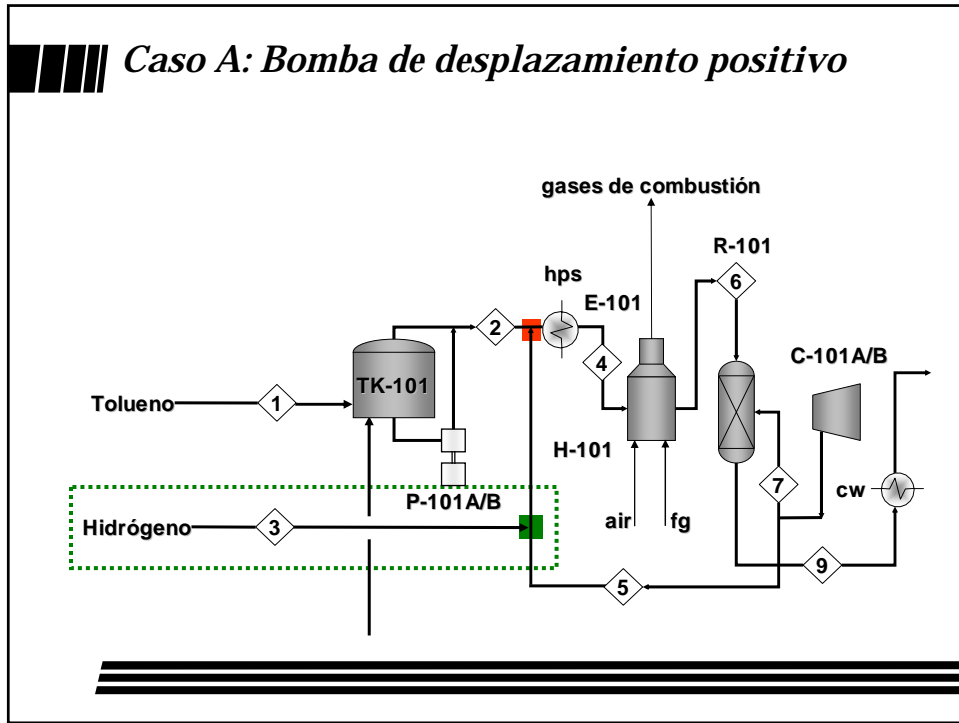 Caso A: Bomba de desplazamiento positivo
gases de combustión
R-101
hps
6
E-101
2
C-101A/B
4
TK-101
Tolueno
1
H-101
7
cw
P-101A/B
Hidrógeno
3
air
fg
9
5